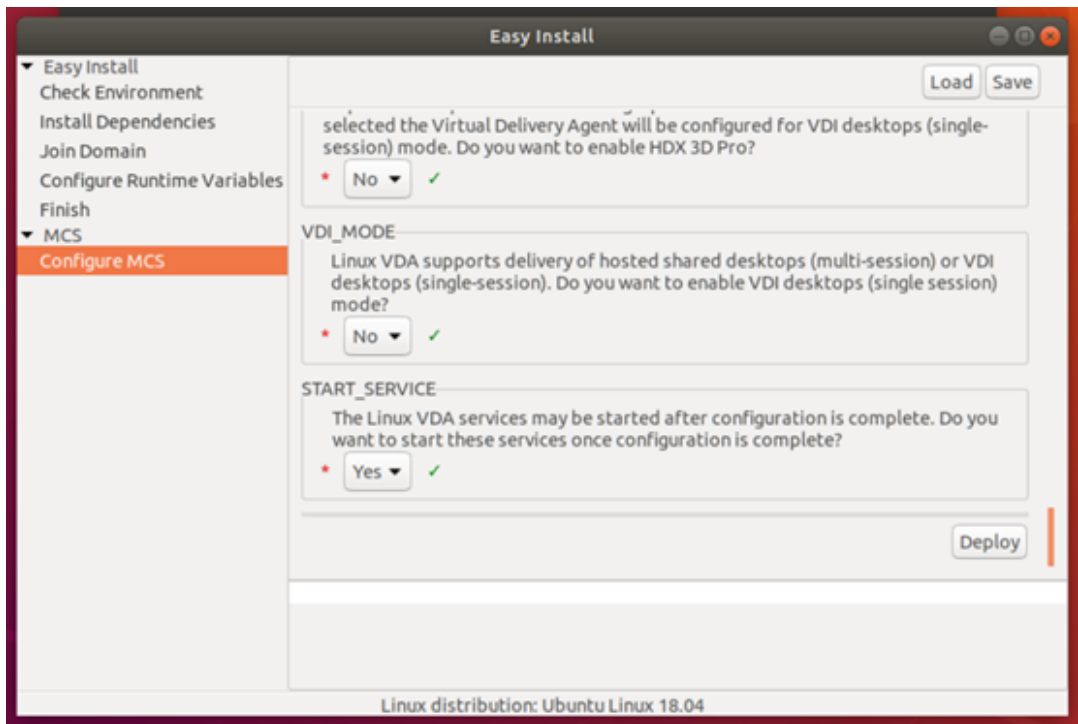 Easy Install
Easy Install
Check Environment
Install Dependencies
Join Domain
Configure Runtime Variables
Finish
MCS
Configure MCS
Load Save
selected the Virtual Delivery Agent will be configured for VDI desktops (single-
session) mode. Do you want to enable HDX 3D Pro?
* No ✓
VDI_MODE
Linux VDA supports delivery of hosted shared desktops (multi-session) or VDI
desktops (single-session). Do you want to enable VDI desktops (single session)
mode?
* No ✓
START_SERVICE
The Linux VDA services may be started after configuration is complete. Do you
want to start these services once configuration is complete?
* Yes ✓
Deploy
Linux distribution: Ubuntu Linux 18.04